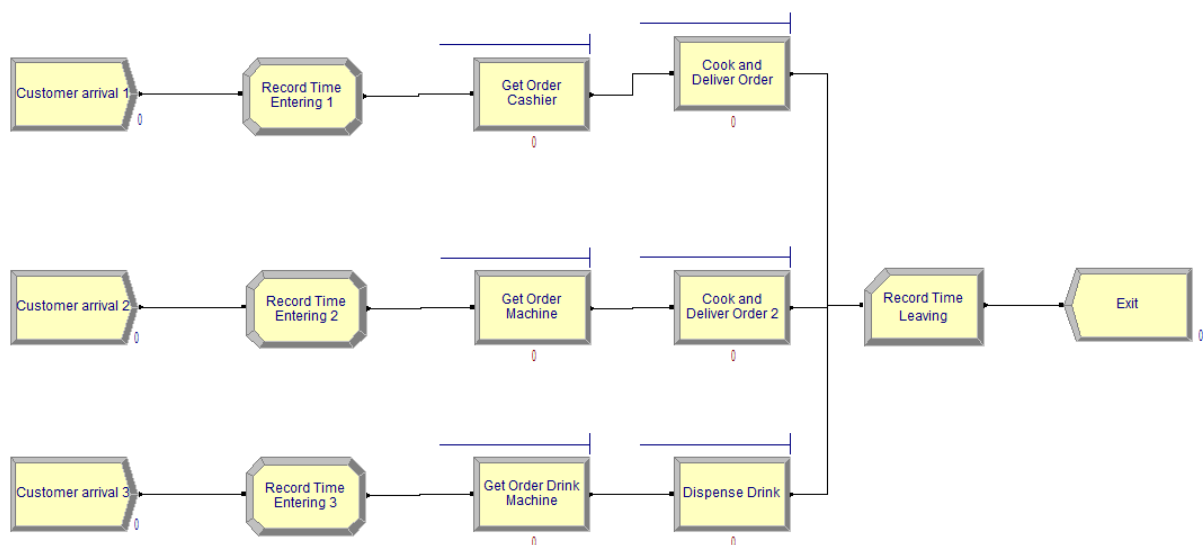 Customer arrival 1
0
Record Time
Entering 1
Get Order
Cashier
0
Cook and
Deliver Order
0
Customer arrival 2
0
Record Time
Entering 2
Get Order
Machine
0
Cook and
Deliver Order 2
0
Record Time
Leaving
Exit
0
Customer arrival 3
0
Record Time
Entering 3
Get Order Drink
Machine
0
Dispense Drink
0